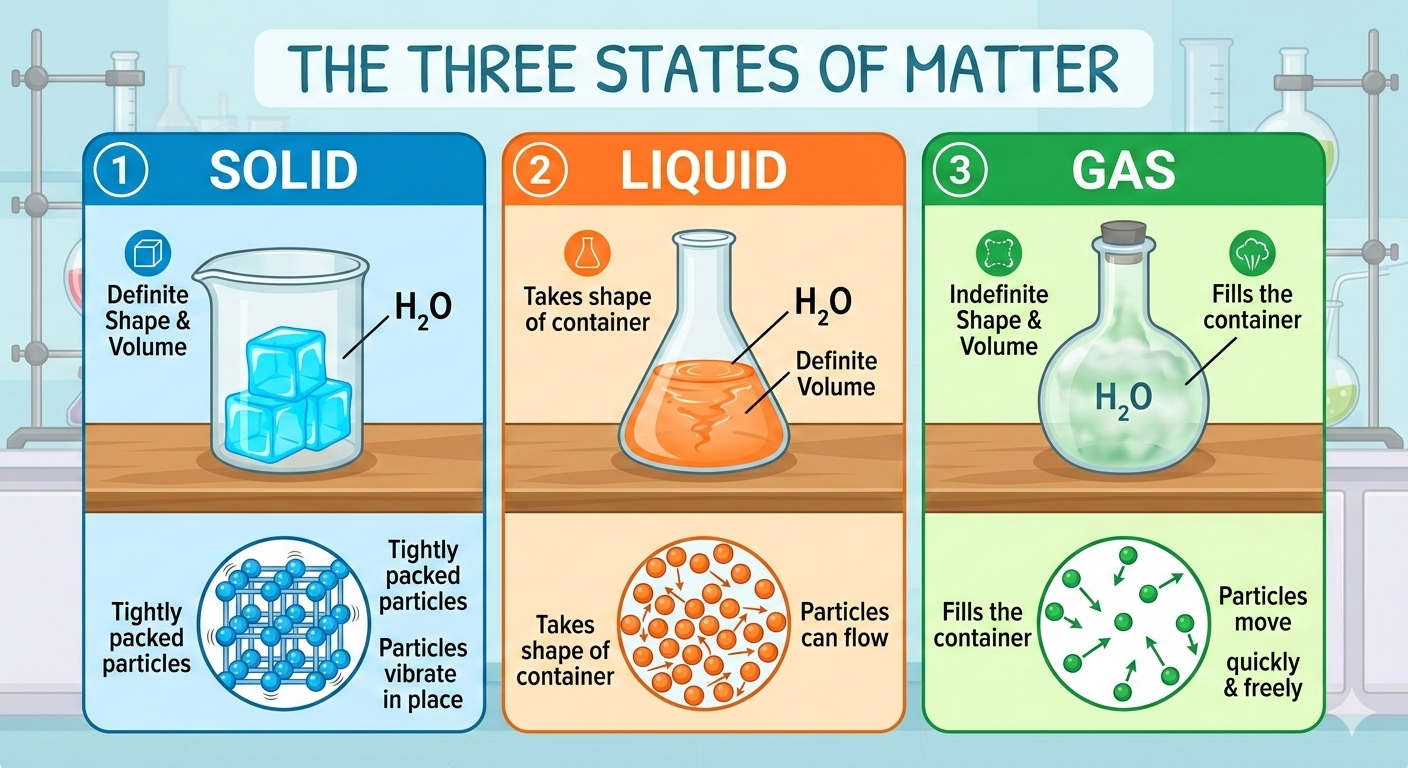 THE THREE STATES OF MATTER
1 SOLID
Definite
Shape &
Volume
H₂O
Tightly
packed
particles
Tightly
packed
particles
Particles
vibrate
in place
2 LIQUID
Takes shape
of container
H₂O
Definite
Volume
Takes
shape of
container
Particles
can flow
3 GAS
Indefinite
Shape &
Volume
Fills the
container
H₂O
Fills the
container
Particles
move
quickly
& freely